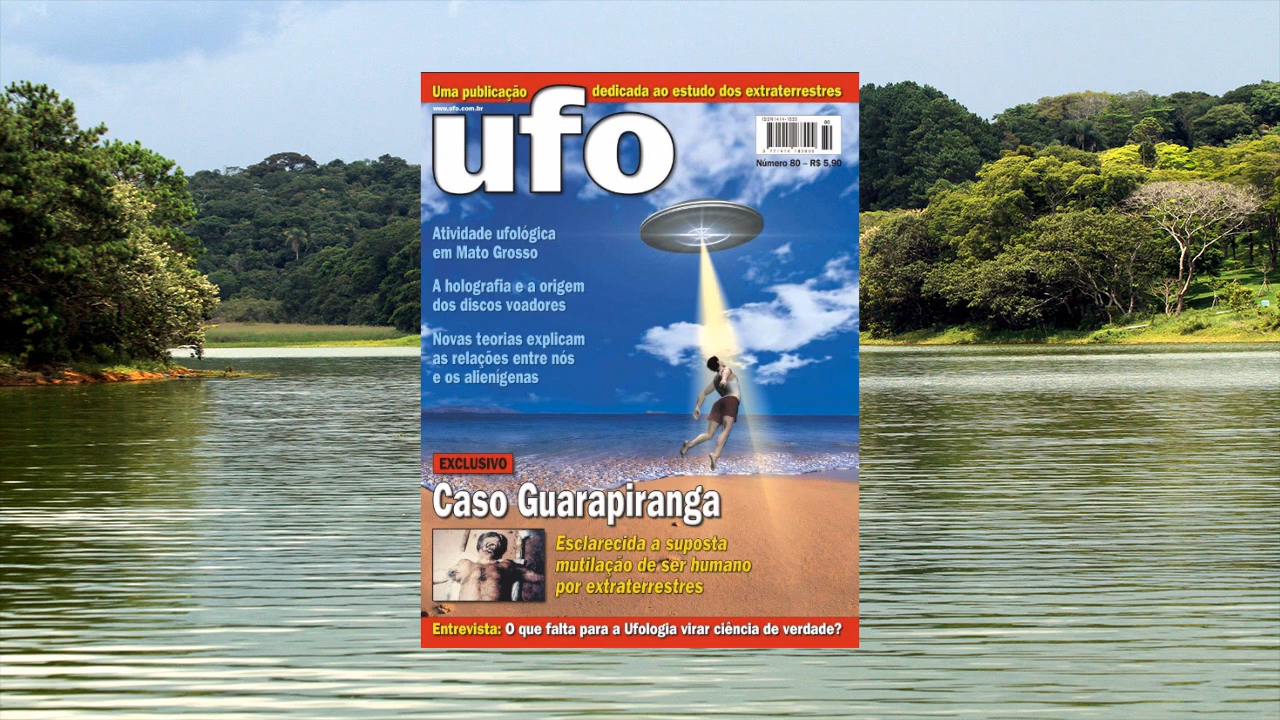 Uma publicação dedicada ao estudo dos extraterrestres
www.ufo.com.br
ufo
Número 80 – R$ 5,90
Atividade ufológica
em Mato Grosso
A holografia e a origem
dos discos voadores
Novas teorias explicam
as relações entre nós
e os alienígenas
EXCLUSIVO
Caso Guarapiranga
Esclarecida a suposta
mutilação de ser humano
por extraterrestres
Entrevista: O que falta para a Ufologia virar ciência de verdade?